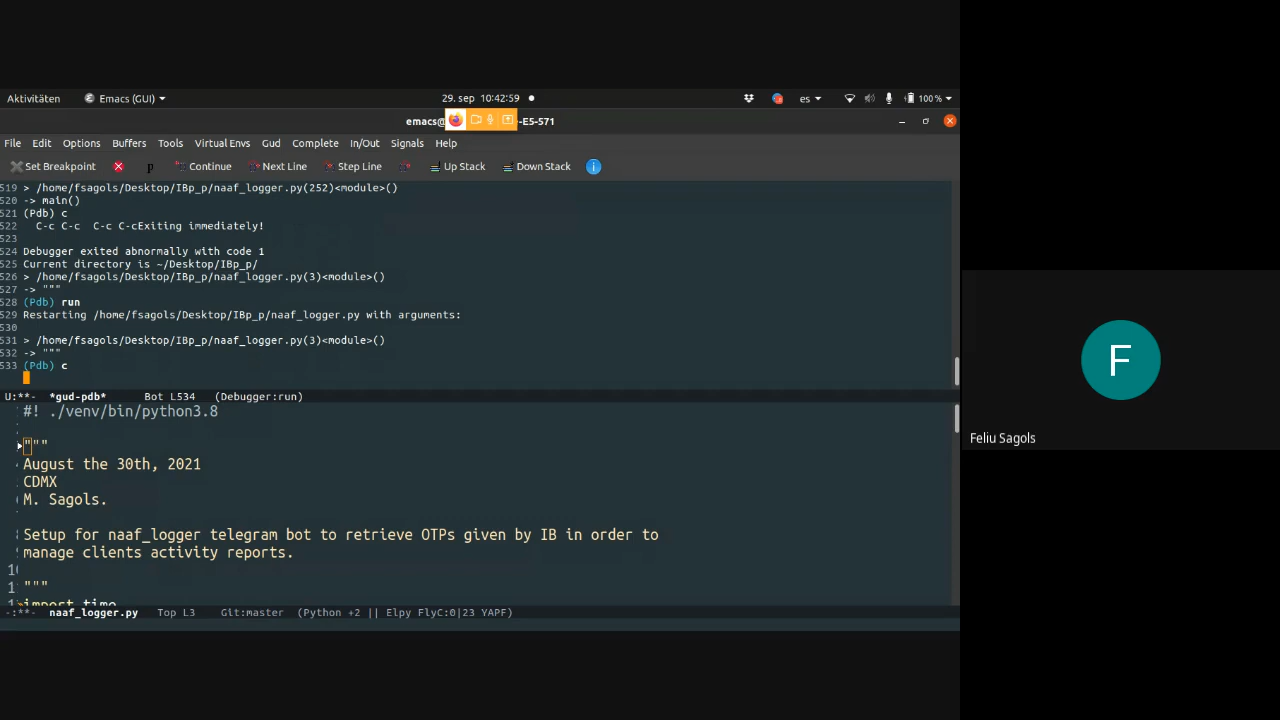 Aktivitäten Emacs (GUI) 29. sep 10:42:59 es 100%
emacs@ -E5-571
File Edit Options Buffers Tools Virtual Envs Gud Complete In/Out Signals Help
Set Breakpoint p Continue Next Line Step Line Up Stack Down Stack
519 > /home/fsagols/Desktop/IBp_p/naaf_logger.py(252)<module>()
520 -> main()
521 (Pdb) c
522   C-c C-c  C-c C-cExiting immediately!
523
524 Debugger exited abnormally with code 1
525 Current directory is ~/Desktop/IBp_p/
526 > /home/fsagols/Desktop/IBp_p/naaf_logger.py(3)<module>()
527 -> """
528 (Pdb) run
529 Restarting /home/fsagols/Desktop/IBp_p/naaf_logger.py with arguments:
530
531 > /home/fsagols/Desktop/IBp_p/naaf_logger.py(3)<module>()
532 -> """
533 (Pdb) c
U:**- *gud-pdb* Bot L534 (Debugger:run)
#! ./venv/bin/python3.8
"""
August the 30th, 2021
CDMX
M. Sagols.
Setup for naaf_logger telegram bot to retrieve OTPs given by IB in order to
manage clients activity reports.
"""
import time
-:**- naaf_logger.py Top L3 Git:master (Python +2 || Elpy FlyC:0|23 YAPF)
F
Feliu Sagols